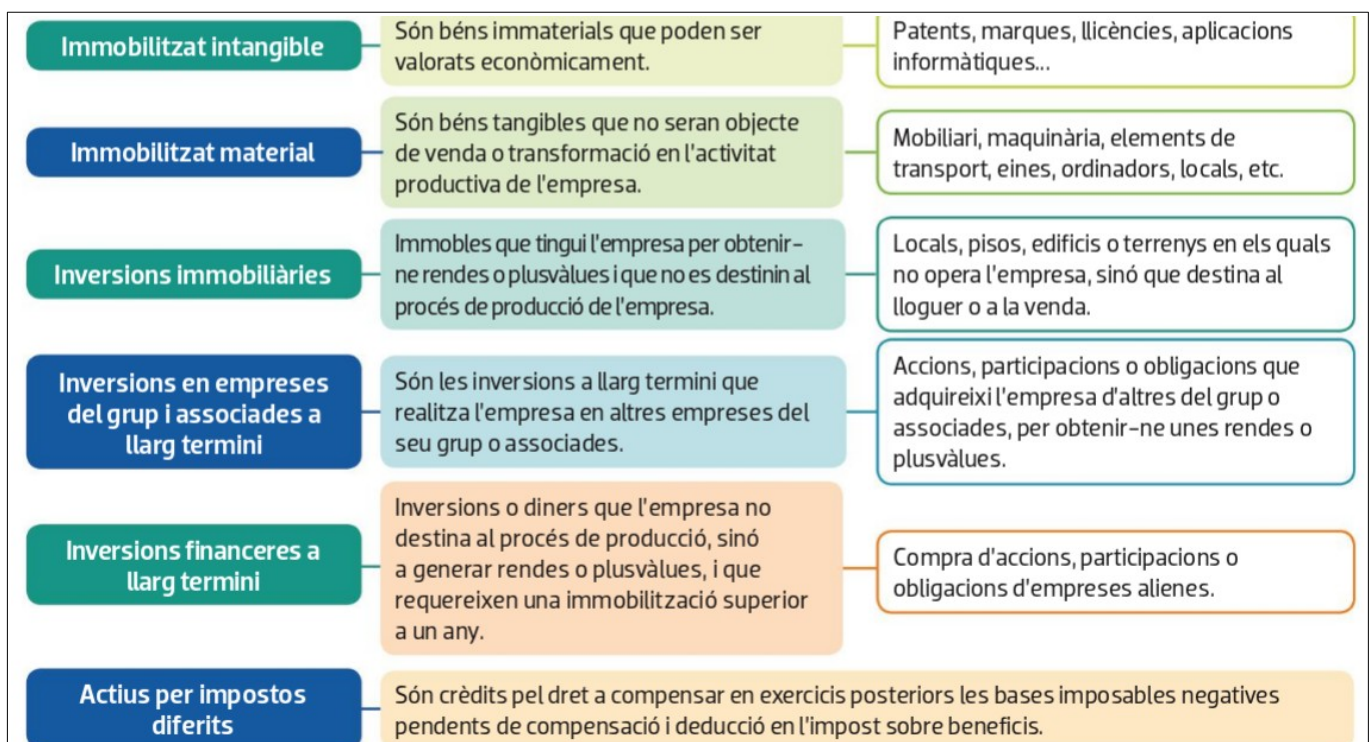 Immobilitzat intangible
Són béns immaterials que poden ser
valorats econòmicament.
Patents, marques, llicències, aplicacions
informàtiques...
Immobilitzat material
Són béns tangibles que no seran objecte
de venda o transformació en l'activitat
productiva de l'empresa.
Mobiliari, maquinària, elements de
transport, eines, ordinadors, locals, etc.
Inversions immobiliàries
Immobles que tingui l'empresa per obtenir-
ne rendes o plusvàlues i que no es destinin al
procés de producció de l'empresa.
Locals, pisos, edificis o terrenys en els quals
no opera l'empresa, sinó que destina al
lloguer o a la venda.
Inversions en empreses
del grup i associades a
llarg termini
Són les inversions a llarg termini que
realitza l'empresa en altres empreses del
seu grup o associades.
Accions, participacions o obligacions que
adquireixi l'empresa d'altres del grup o
associades, per obtenir-ne unes rendes o
plusvàlues.
Inversions financeres a
llarg termini
Inversions o diners que l'empresa no
destina al procés de producció, sinó
a generar rendes o plusvàlues, i que
requereixen una immobilització superior
a un any.
Compra d'accions, participacions o
obligacions d'empreses alienes.
Actius per impostos
diferits
Són crèdits pel dret a compensar en exercicis posteriors les bases imposables negatives
pendents de compensació i deducció en l'impost sobre beneficis.